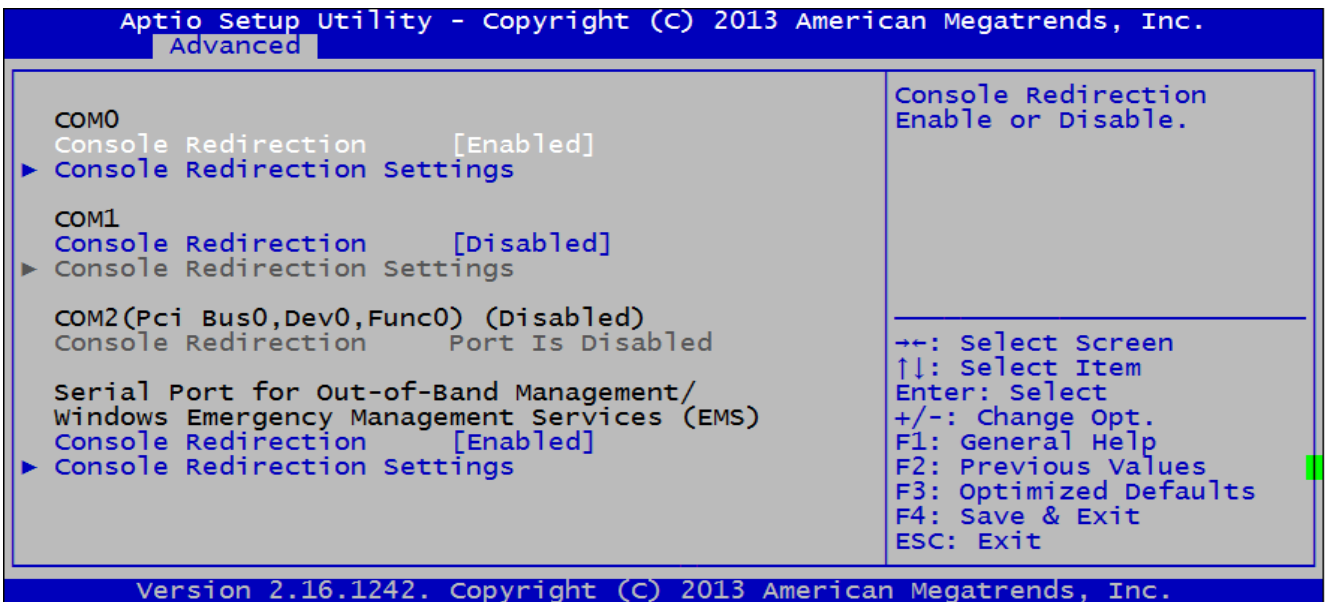 Aptio Setup Utility - Copyright (C) 2013 American Megatrends, Inc.
Advanced
COM0
Console Redirection [Enabled]
► Console Redirection Settings
COM1
Console Redirection [Disabled]
► Console Redirection Settings
COM2(Pci Bus0,Dev0,Func0) (Disabled)
Console Redirection Port Is Disabled
Serial Port for Out-of-Band Management/
Windows Emergency Management Services (EMS)
Console Redirection [Enabled]
► Console Redirection Settings
Console Redirection
Enable or Disable.
→←: Select Screen
↑↓: Select Item
Enter: Select
+/-: Change Opt.
F1: General Help
F2: Previous Values
F3: Optimized Defaults
F4: Save & Exit
ESC: Exit
Version 2.16.1242. Copyright (C) 2013 American Megatrends, Inc.